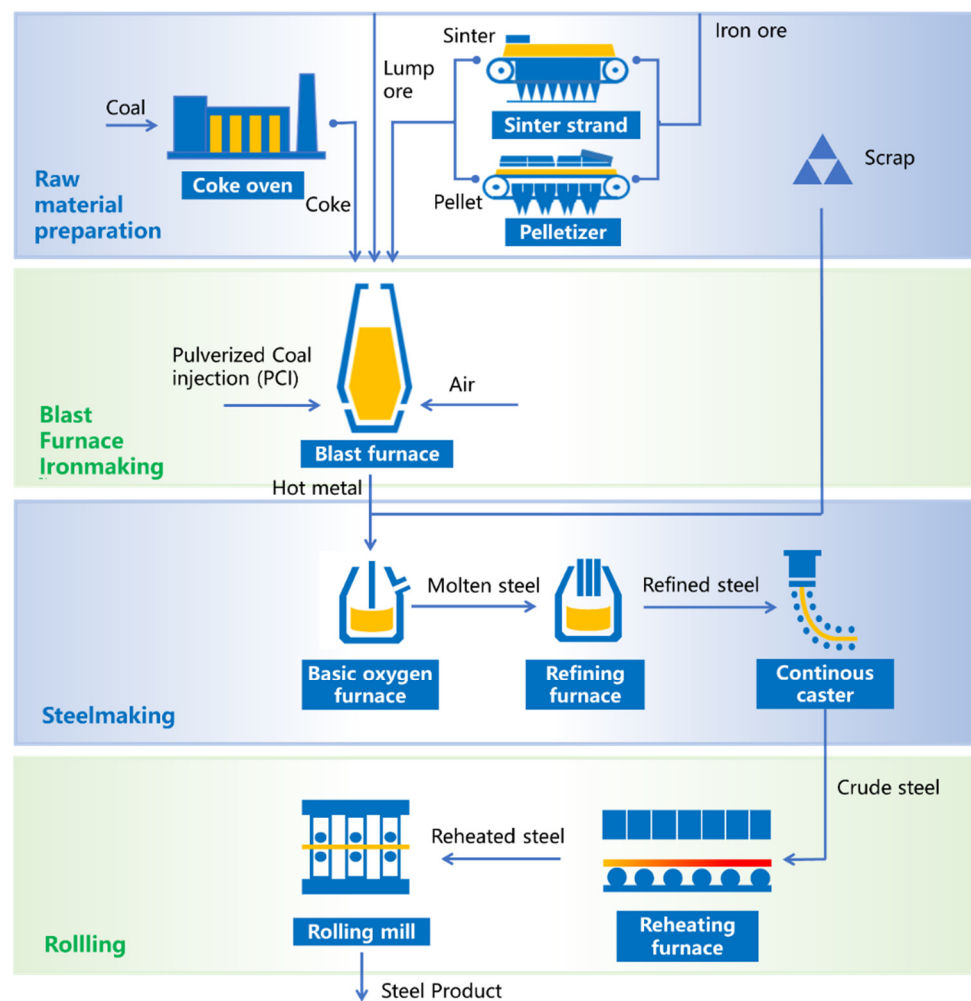 Iron ore
Sinter
Lump
ore
Coal
Sinter strand
Scrap
Coke oven
Raw
material
preparation
Coke
Pellet
Pelletizer
Pulverized Coal
injection (PCI)
Air
Blast
Furnace
Ironmaking
Blast furnace
Hot metal
Molten steel
Refined steel
Basic oxygen
furnace
Refining
furnace
Continous
caster
Steelmaking
Crude steel
Reheated steel
Rolling mill
Reheating
furnace
Rollling
Steel Product